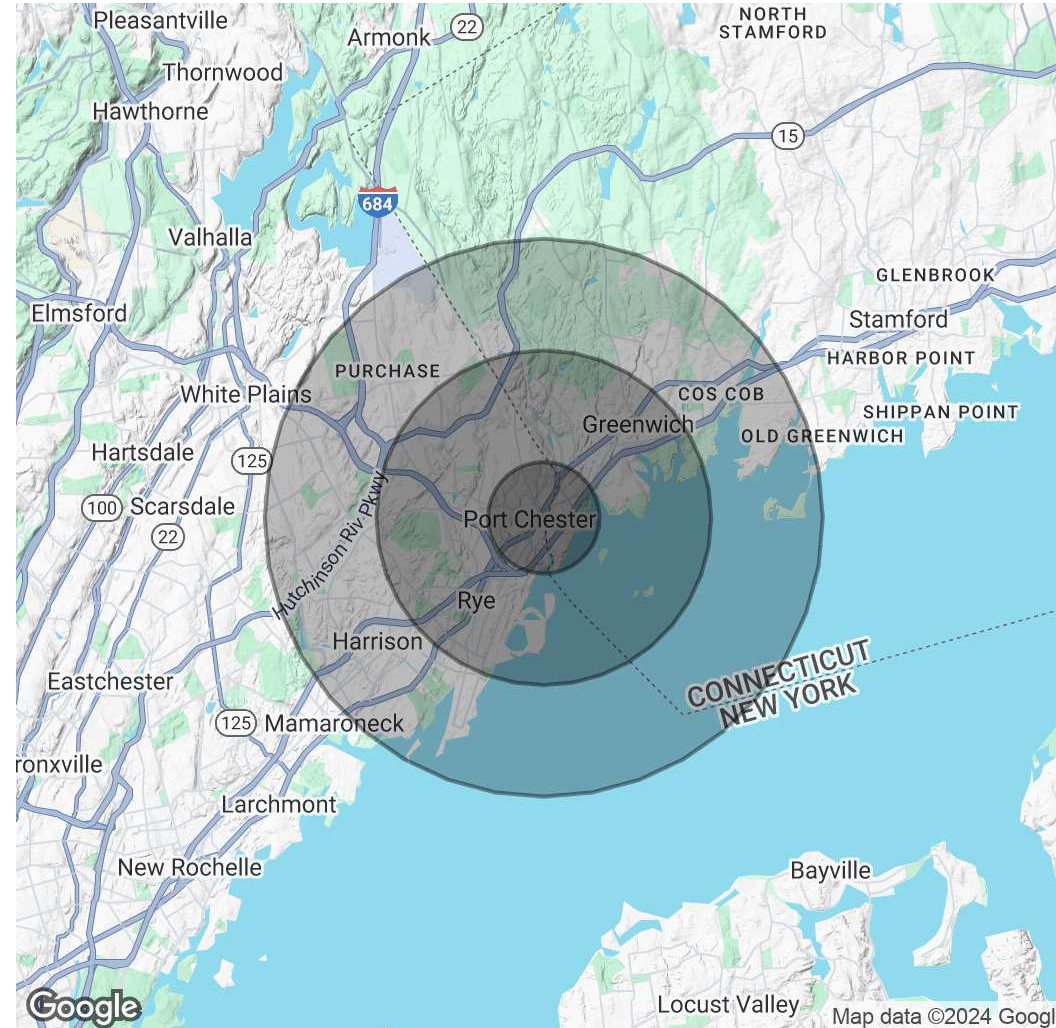 Pleasantville
NORTH
STAMFORD
22
Armonk
Thornwood
Hawthorne
15
684
Valhalla
GLENBROOK
Elmsford
Stamford
HARBOR POINT
PURCHASE
White Plains
COS COB
SHIPPAN POINT
Greenwich
OLD GREENWICH
Hartsdale
125
100
Scarsdale
22
Port Chester
Hutchinson Riv Pkwy
Rye
Harrison
Eastchester
CONNECTICUT
NEW YORK
125
Mamaroneck
ronxville
Larchmont
New Rochelle
Bayville
Google
Locust Valley
Map data ©2024 Googl